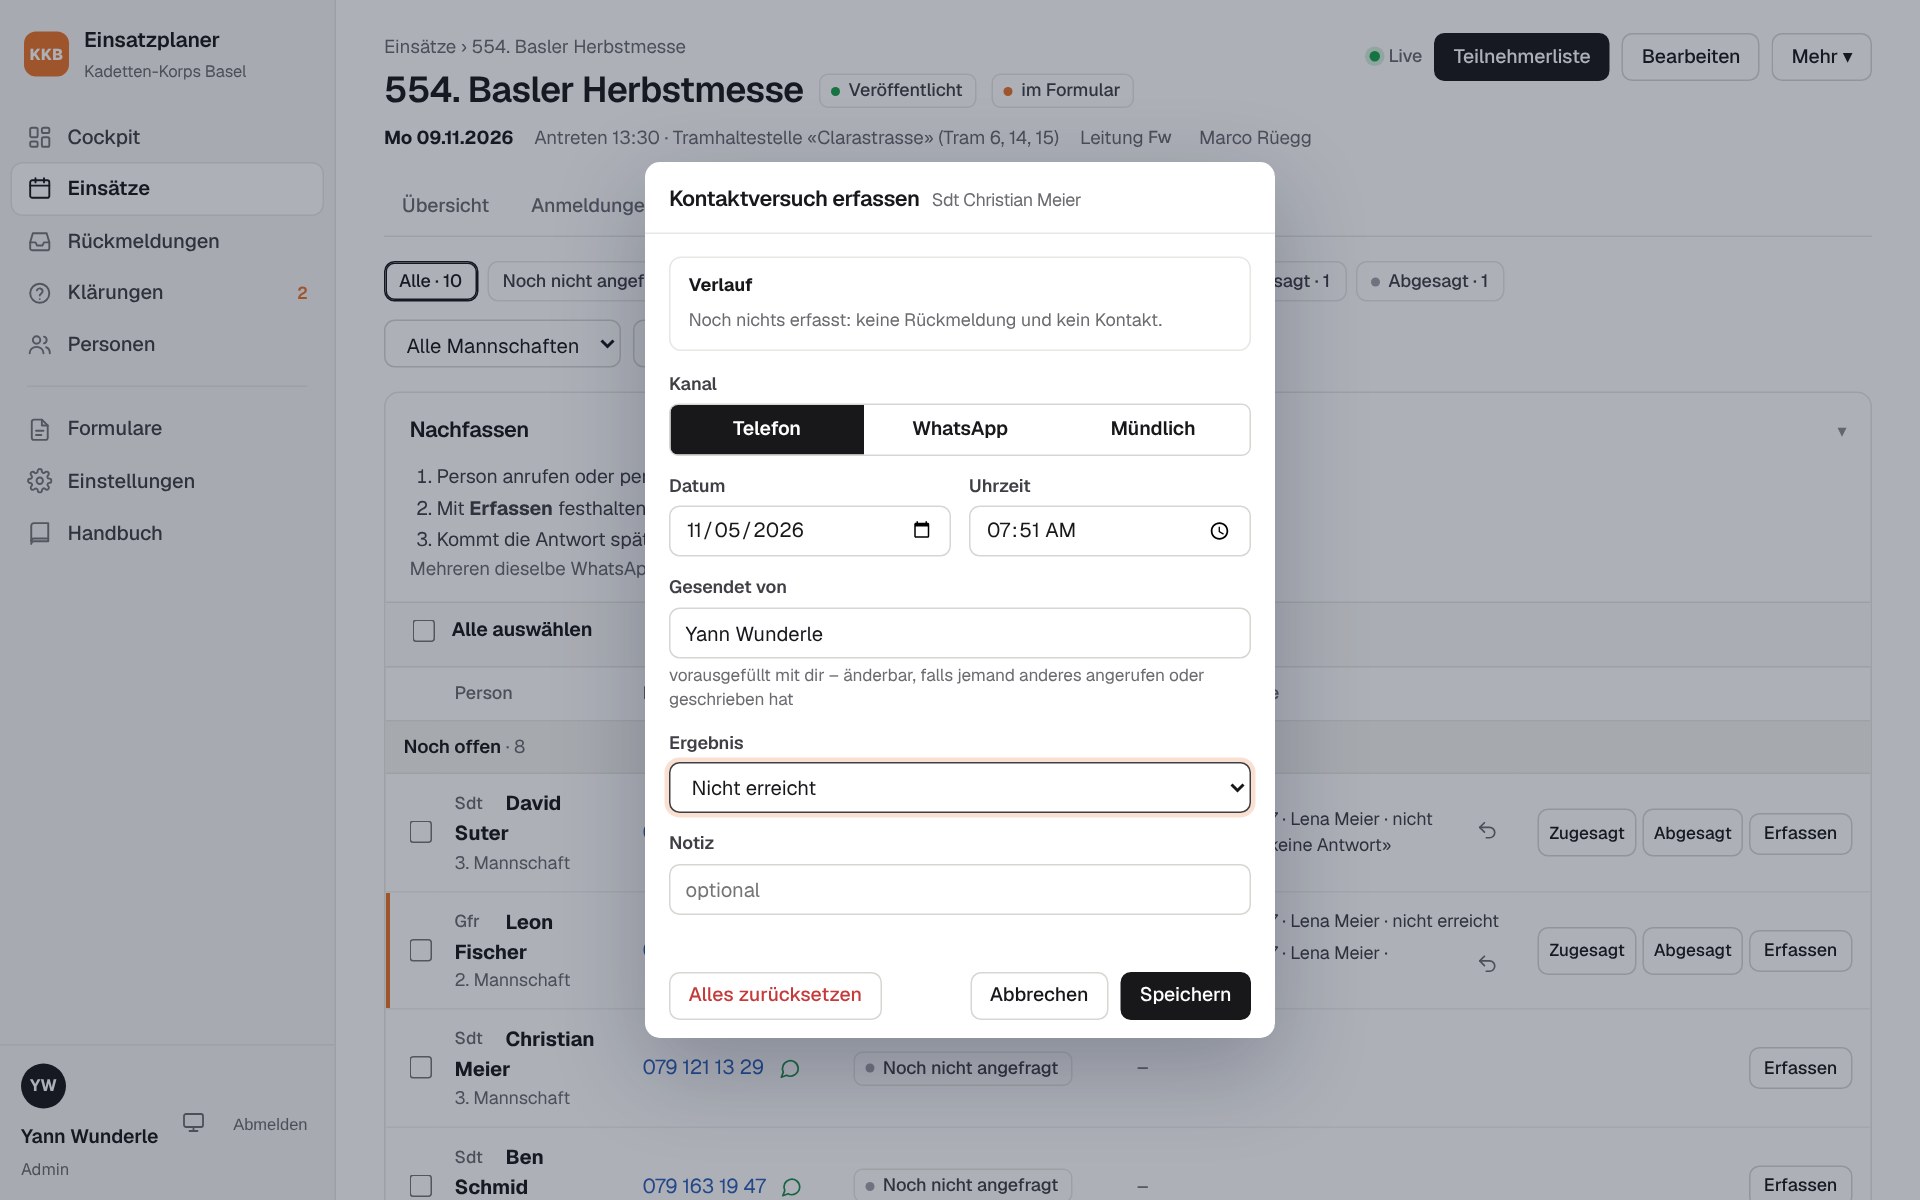 KKB
Einsatzplaner
Kadetten-Korps Basel
Cockpit
Einsätze
Rückmeldungen
Klärungen 2
Personen
Formulare
Einstellungen
Handbuch
YW
Yann Wunderle
Admin
Abmelden
Einsätze › 554. Basler Herbstmesse
554. Basler Herbstmesse
Veröffentlicht
im Formular
Live
Teilnehmerliste
Bearbeiten
Mehr ▾
Mo 09.11.2026 Antreten 13:30 · Tramhaltestelle «Clarastrasse» (Tram 6, 14, 15) Leitung Fw Marco Rüegg
Übersicht
Anmeldunge
Alle · 10
Noch nicht angef
sagt · 1
Abgesagt · 1
Alle Mannschaften
Nachfassen ▾
1. Person anrufen oder per
2. Mit Erfassen festhalten
3. Kommt die Antwort spät
Mehreren dieselbe WhatsAp
Alle auswählen
Person
Noch offen · 8
Sdt David
Suter
3. Mannschaft
· Lena Meier · nicht
keine Antwort»
Zugesagt
Abgesagt
Erfassen
Gfr Leon
Fischer
2. Mannschaft
· Lena Meier · nicht erreicht
· Lena Meier ·
Zugesagt
Abgesagt
Erfassen
Sdt Christian
Meier
3. Mannschaft
079 121 13 29
Noch nicht angefragt
–
Erfassen
Sdt Ben
Schmid
079 163 19 47
Noch nicht angefragt
–
Erfassen
Kontaktversuch erfassen Sdt Christian Meier
Verlauf
Noch nichts erfasst: keine Rückmeldung und kein Kontakt.
Kanal
Telefon
WhatsApp
Mündlich
Datum
11/05/2026
Uhrzeit
07:51 AM
Gesendet von
Yann Wunderle
vorausgefüllt mit dir – änderbar, falls jemand anderes angerufen oder
geschrieben hat
Ergebnis
Nicht erreicht
Notiz
optional
Alles zurücksetzen
Abbrechen
Speichern